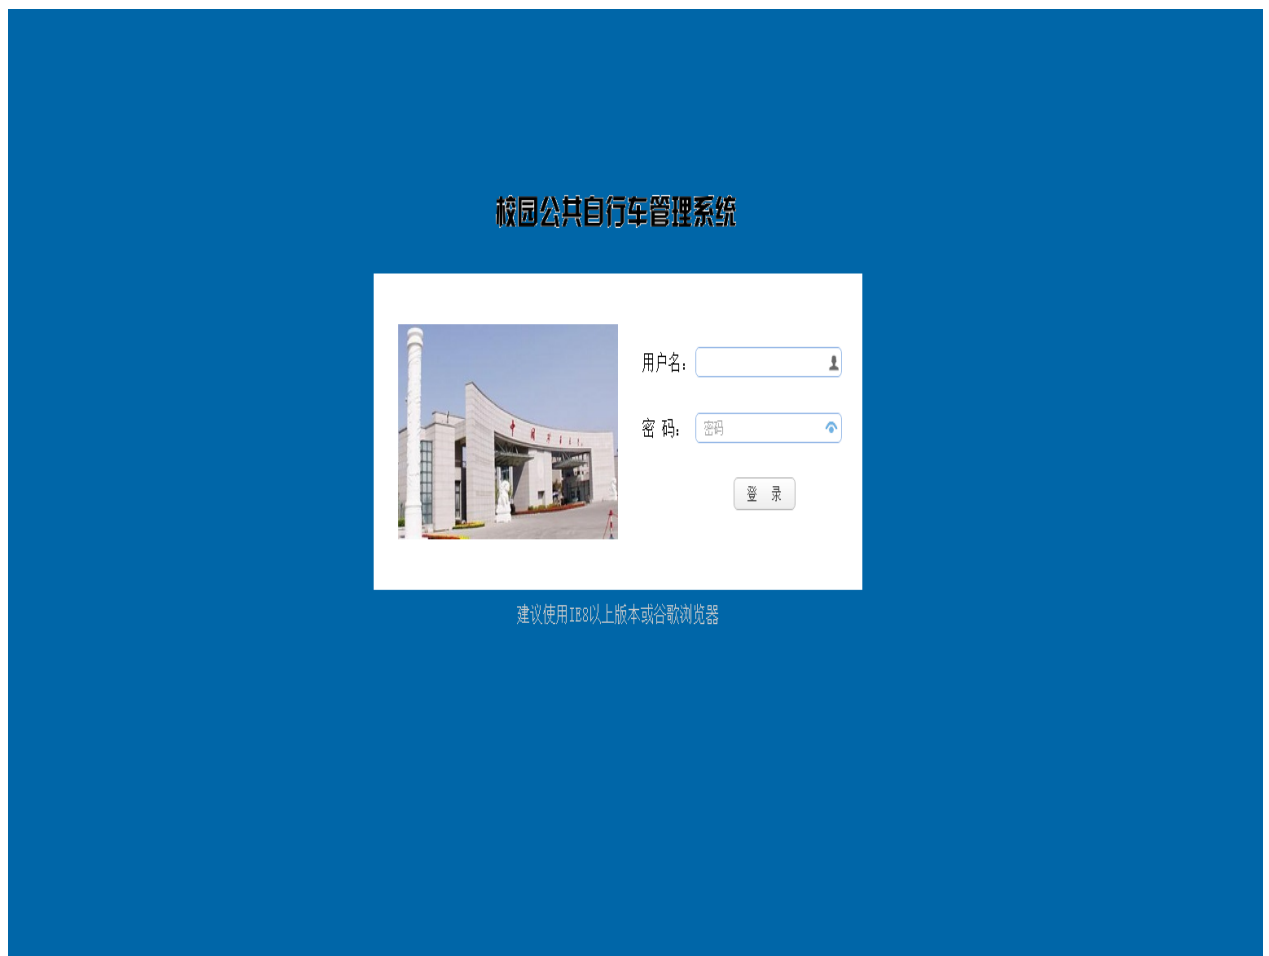 校园公共自行车管理系统
用户名：
密 码：
密码
登 录
建议使用IE8以上版本或谷歌浏览器